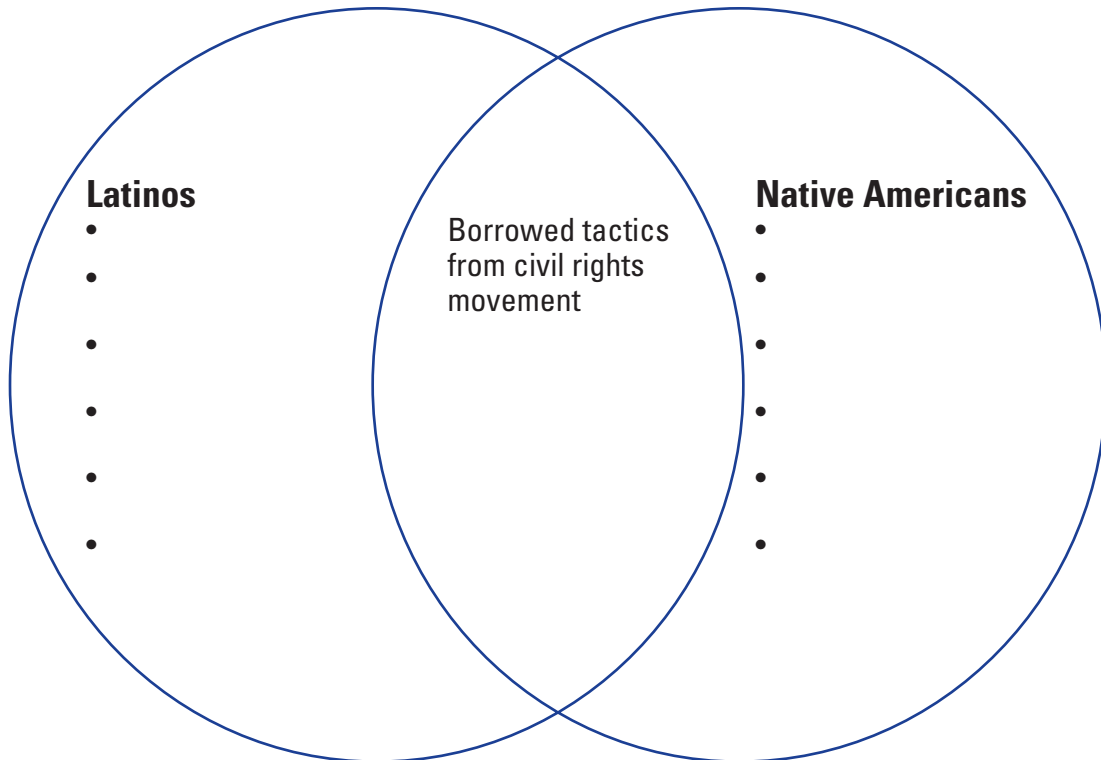 Latinos
•
•
•
•
•
•
Borrowed tactics
from civil rights
movement
Native Americans
•
•
•
•
•
•